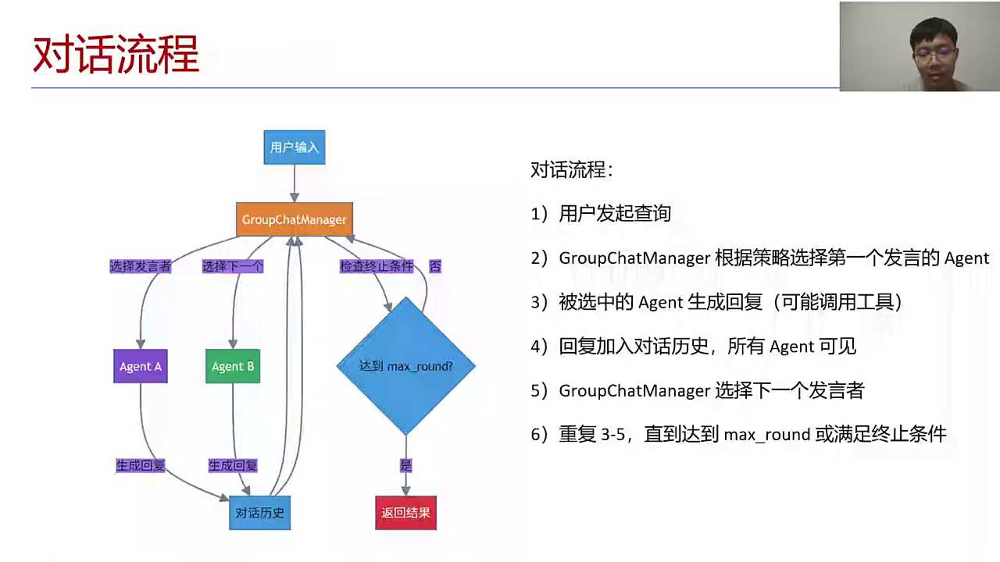 对话流程
用户输入
GroupChatManager
选择发言者
选择下一个
检查终止条件
否
Agent A
Agent B
达到 max_round?
生成回复
生成回复
是
对话历史
返回结果
对话流程：
1）用户发起查询
2）GroupChatManager 根据策略选择第一个发言的 Agent
3）被选中的 Agent 生成回复（可能调用工具）
4）回复加入对话历史，所有 Agent 可见
5）GroupChatManager 选择下一个发言者
6）重复 3-5，直到达到 max_round 或满足终止条件